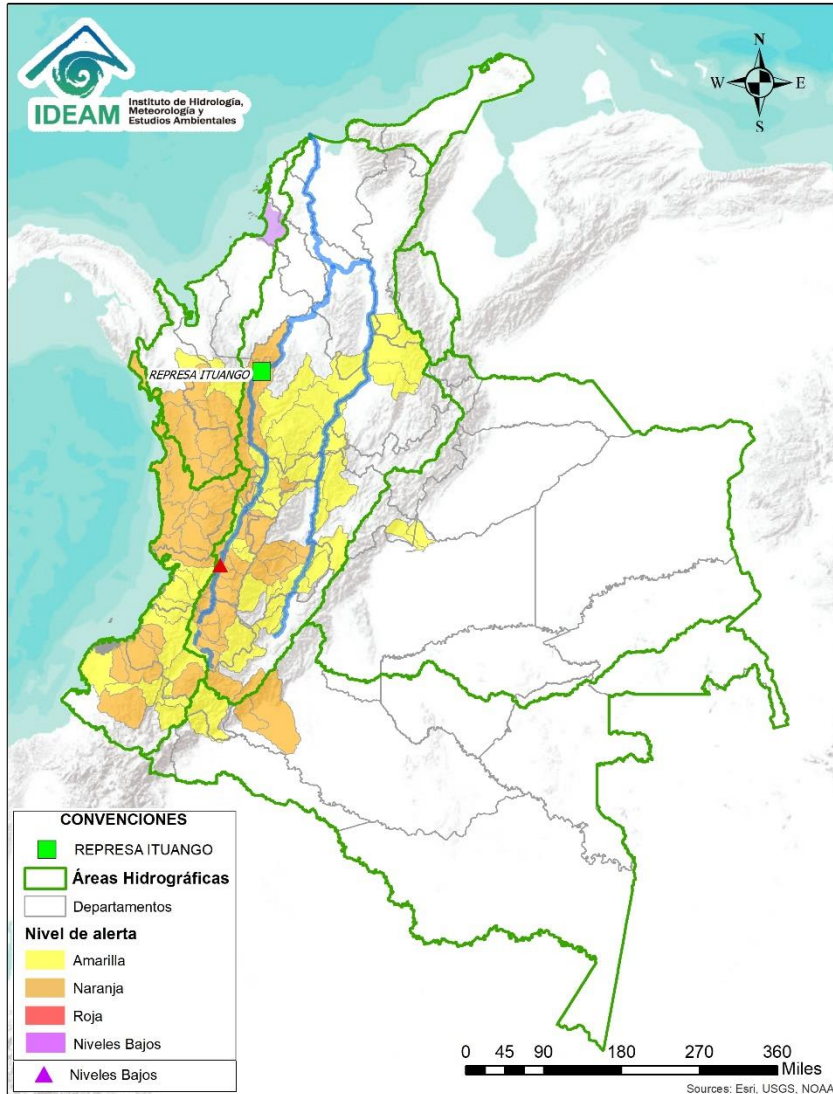 IDEAM
Instituto de Hidrología,
Meteorología y
Estudios Ambientales
N
W
E
S
REPRESA ITUANGO
CONVENCIONES
REPRESA ITUANGO
Áreas Hidrográficas
Departamentos
Nivel de alerta
Amarilla
Naranja
Roja
Niveles Bajos
Niveles Bajos
0 45 90 180 270 360
Miles
Sources: Esri, USGS, NOAA